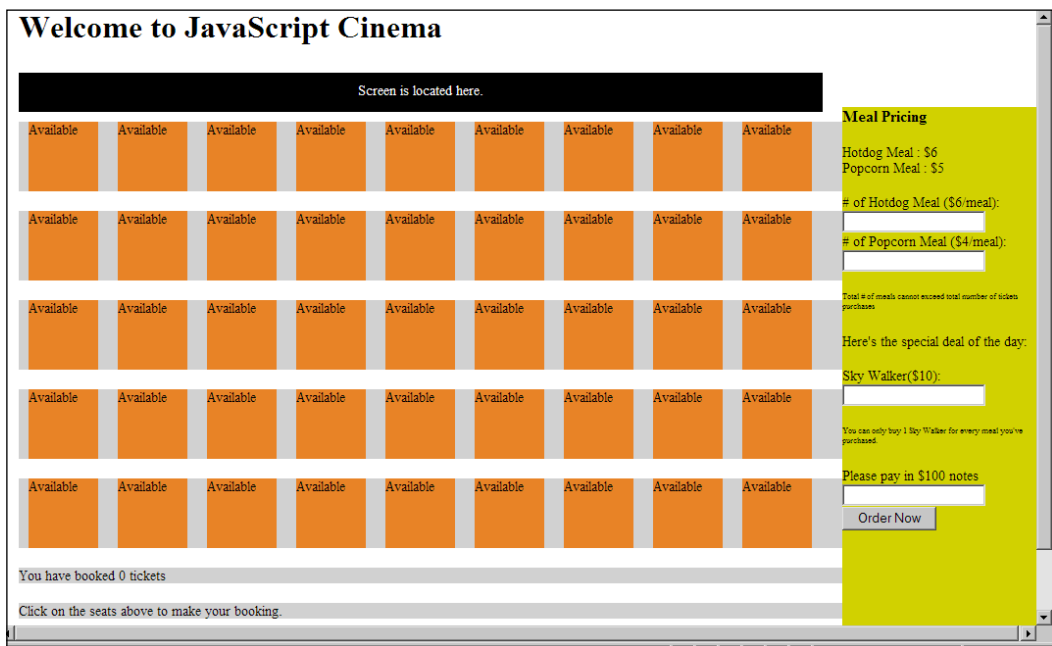 Welcome to JavaScript Cinema
Screen is located here.
Available Available Available Available Available Available Available Available Available
Available Available Available Available Available Available Available Available Available
Available Available Available Available Available Available Available Available Available
Available Available Available Available Available Available Available Available Available
Available Available Available Available Available Available Available Available Available
You have booked 0 tickets
Click on the seats above to make your booking.
Meal Pricing
Hotdog Meal : $6
Popcorn Meal : $5
# of Hotdog Meal ($6/meal):
# of Popcorn Meal ($4/meal):
Total # of meals cannot exceed total number of tickets
purchases
Here's the special deal of the day:
Sky Walker($10):
You can only buy 1 Sky Walker for every meal you've
purchased.
Please pay in $100 notes
Order Now